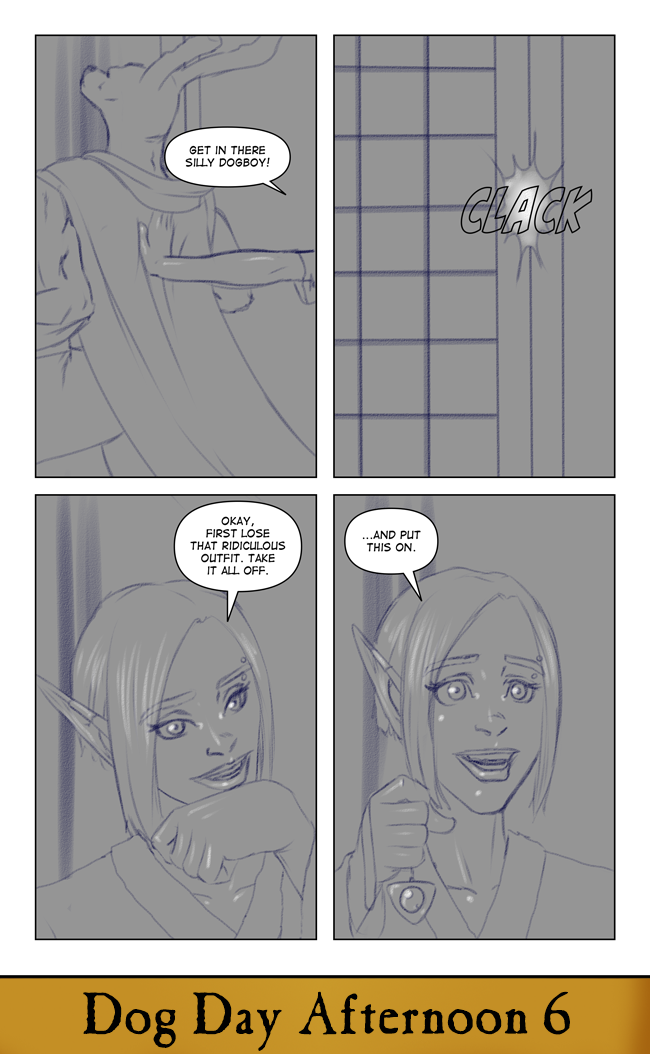 GET IN THERE
SILLY DOGBOY!
CLACK
OKAY,
FIRST LOSE
THAT RIDICULOUS
OUTFIT. TAKE
IT ALL OFF.
...AND PUT
THIS ON.
Dog Day Afternoon 6